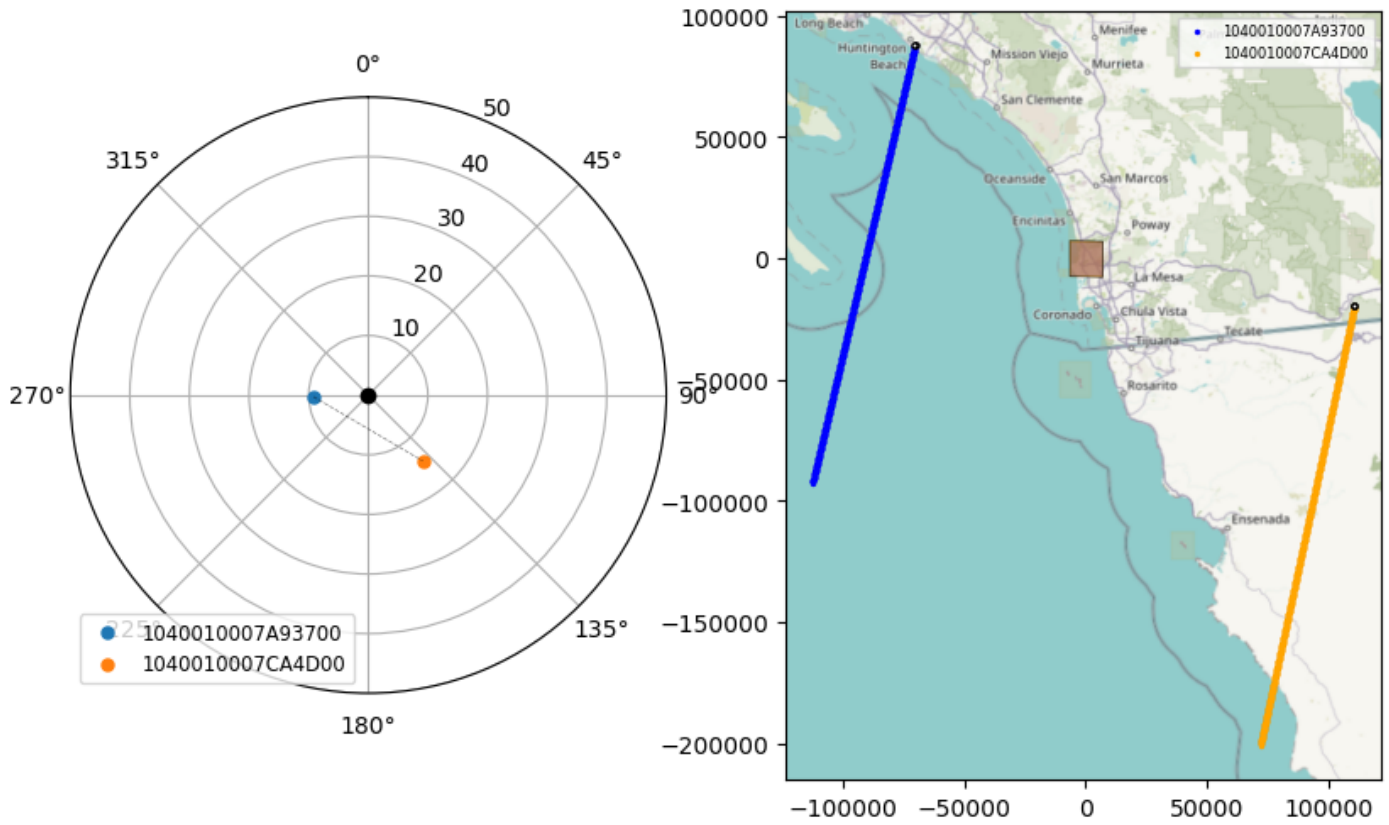 0°
45°
90°
135°
180°
225°
270°
315°
10
20
30
40
50
1040010007A93700
1040010007CA4D00
100000
50000
0
−50000
−100000
−150000
−200000
−100000
−50000
0
50000
100000
1040010007A93700
1040010007CA4D00
Long Beach
Huntington
Beach
Mission Viejo
Menifee
Murrieta
San Clemente
Oceanside
San Marcos
Encinitas
Poway
La Mesa
Coronado
Chula Vista
Tijuana
Tecate
Rosarito
Ensenada